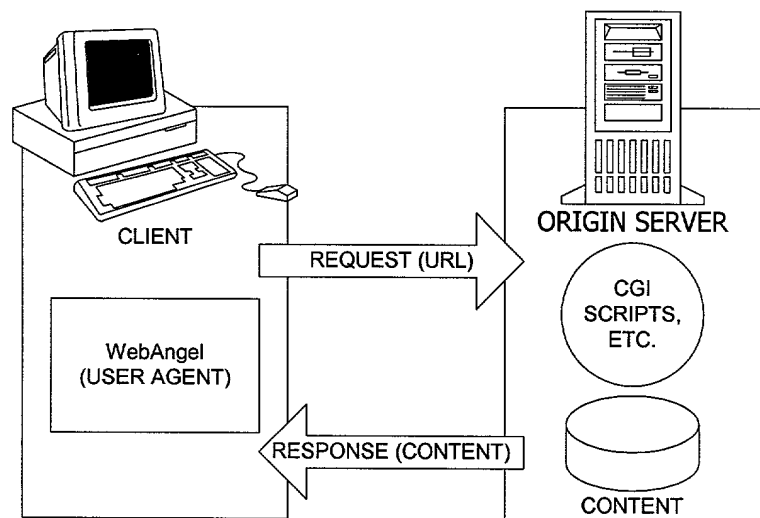 CLIENT
ORIGIN SERVER
REQUEST (URL)
CGI
SCRIPTS,
ETC.
WebAngel
(USER AGENT)
RESPONSE (CONTENT)
CONTENT